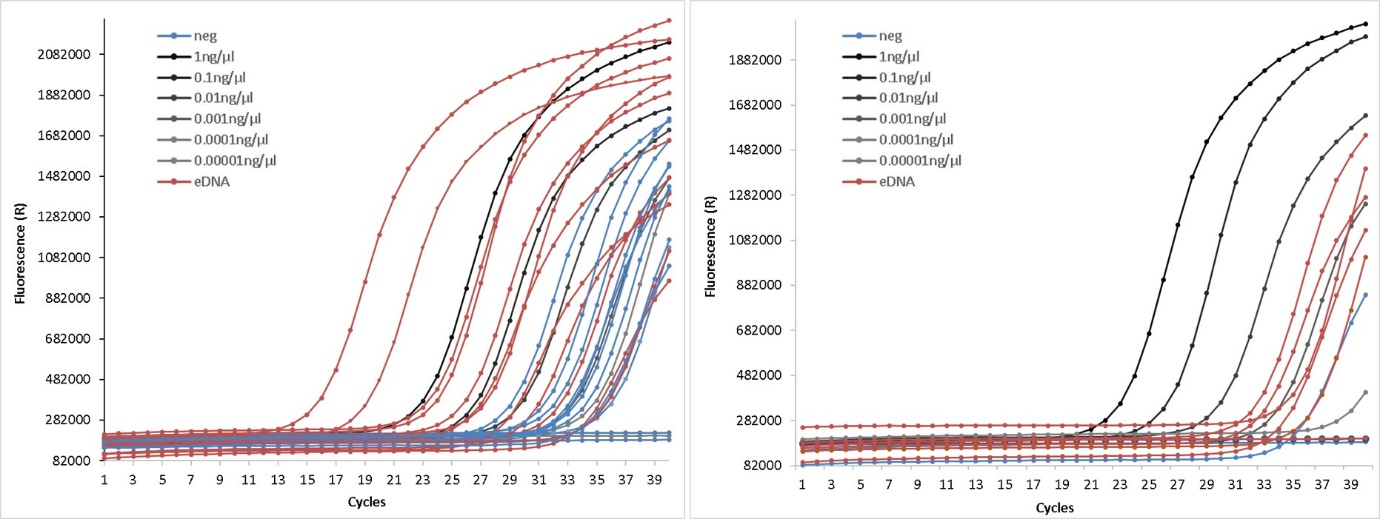 neg
1ng/µl
0.1ng/µl
0.01ng/µl
0.001ng/µl
0.0001ng/µl
0.00001ng/µl
eDNA
Fluorescence (R)
2082000
1882000
1682000
1482000
1282000
1082000
882000
682000
482000
282000
82000
1 3 5 7 9 11 13 15 17 19 21 23 25 27 29 31 33 35 37 39
Cycles
neg
1ng/µl
0.1ng/µl
0.01ng/µl
0.001ng/µl
0.0001ng/µl
0.00001ng/µl
eDNA
Fluorescence (R)
1882000
1682000
1482000
1282000
1082000
882000
682000
482000
282000
82000
1 3 5 7 9 11 13 15 17 19 21 23 25 27 29 31 33 35 37 39
Cycles